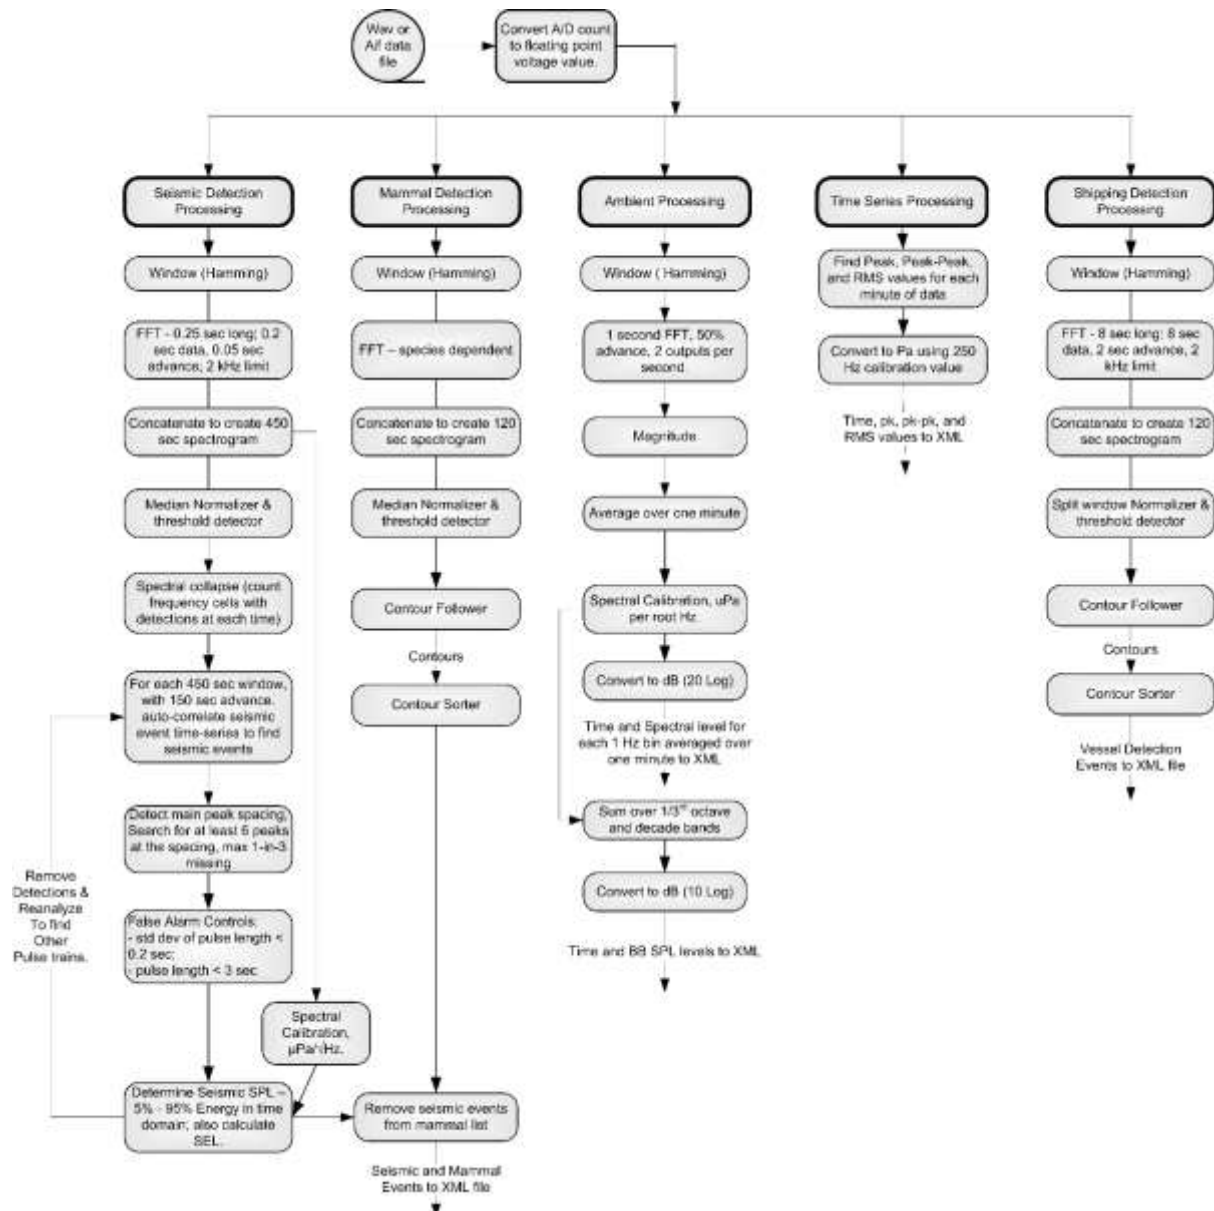 Wav or
Aif data
file
Convert A/D count
to floating point
voltage value.
Seismic Detection
Processing
Window (Hamming)
FFT - 0.25 sec long; 0.2
sec data, 0.05 sec
advance; 2 kHz limit
Concatenate to create 450
sec spectrogram
Median Normalizer &
threshold detector
Spectral collapse (count
frequency cells with
detections at each time)
For each 450 sec window,
with 150 sec advance,
auto-correlate seismic
event time-series to find
seismic events
Detect main peak spacing;
Search for at least 6 peaks
at the spacing, max 1-in-3
missing
False Alarm Controls:
- std dev of pulse length <
0.2 sec;
- pulse length < 3 sec
Spectral
Calibration,
µPa/√Hz.
Determine Seismic SPL –
5% - 95% Energy in time
domain; also calculate
SEL.
Remove
Detections &
Reanalyze
To find
Other
Pulse trains.
Mammal Detection
Processing
Window (Hamming)
FFT – species dependent
Concatenate to create 120
sec spectrogram
Median Normalizer &
threshold detector
Contour Follower
Contours
Contour Sorter
Remove seismic events
from mammal list
Seismic and Mammal
Events to XML file
Ambient Processing
Window ( Hamming)
1 second FFT, 50%
advance, 2 outputs per
second
Magnitude
Average over one minute
Spectral Calibration, uPa
per root Hz.
Convert to dB (20 Log)
Time and Spectral level for
each 1 Hz bin averaged over
one minute to XML
Sum over 1/3rd octave
and decade bands
Convert to dB (10 Log)
Time and BB SPL levels to XML
Time Series Processing
Find Peak, Peak-Peak,
and RMS values for each
minute of data
Convert to Pa using 250
Hz calibration value
Time, pk, pk-pk, and
RMS values to XML
Shipping Detection
Processing
Window (Hamming)
FFT - 8 sec long; 8 sec
data, 2 sec advance, 2
kHz limit
Concatenate to create 120
sec spectrogram
Split window Normalizer &
threshold detector
Contour Follower
Contours
Contour Sorter
Vessel Detection
Events to XML file